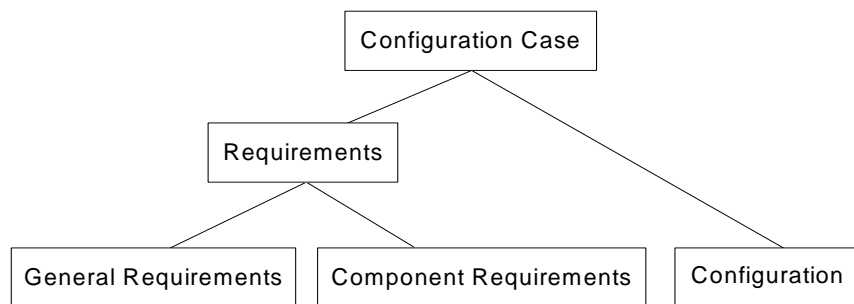 Configuration Case
Requirements
General Requirements
Component Requirements
Configuration